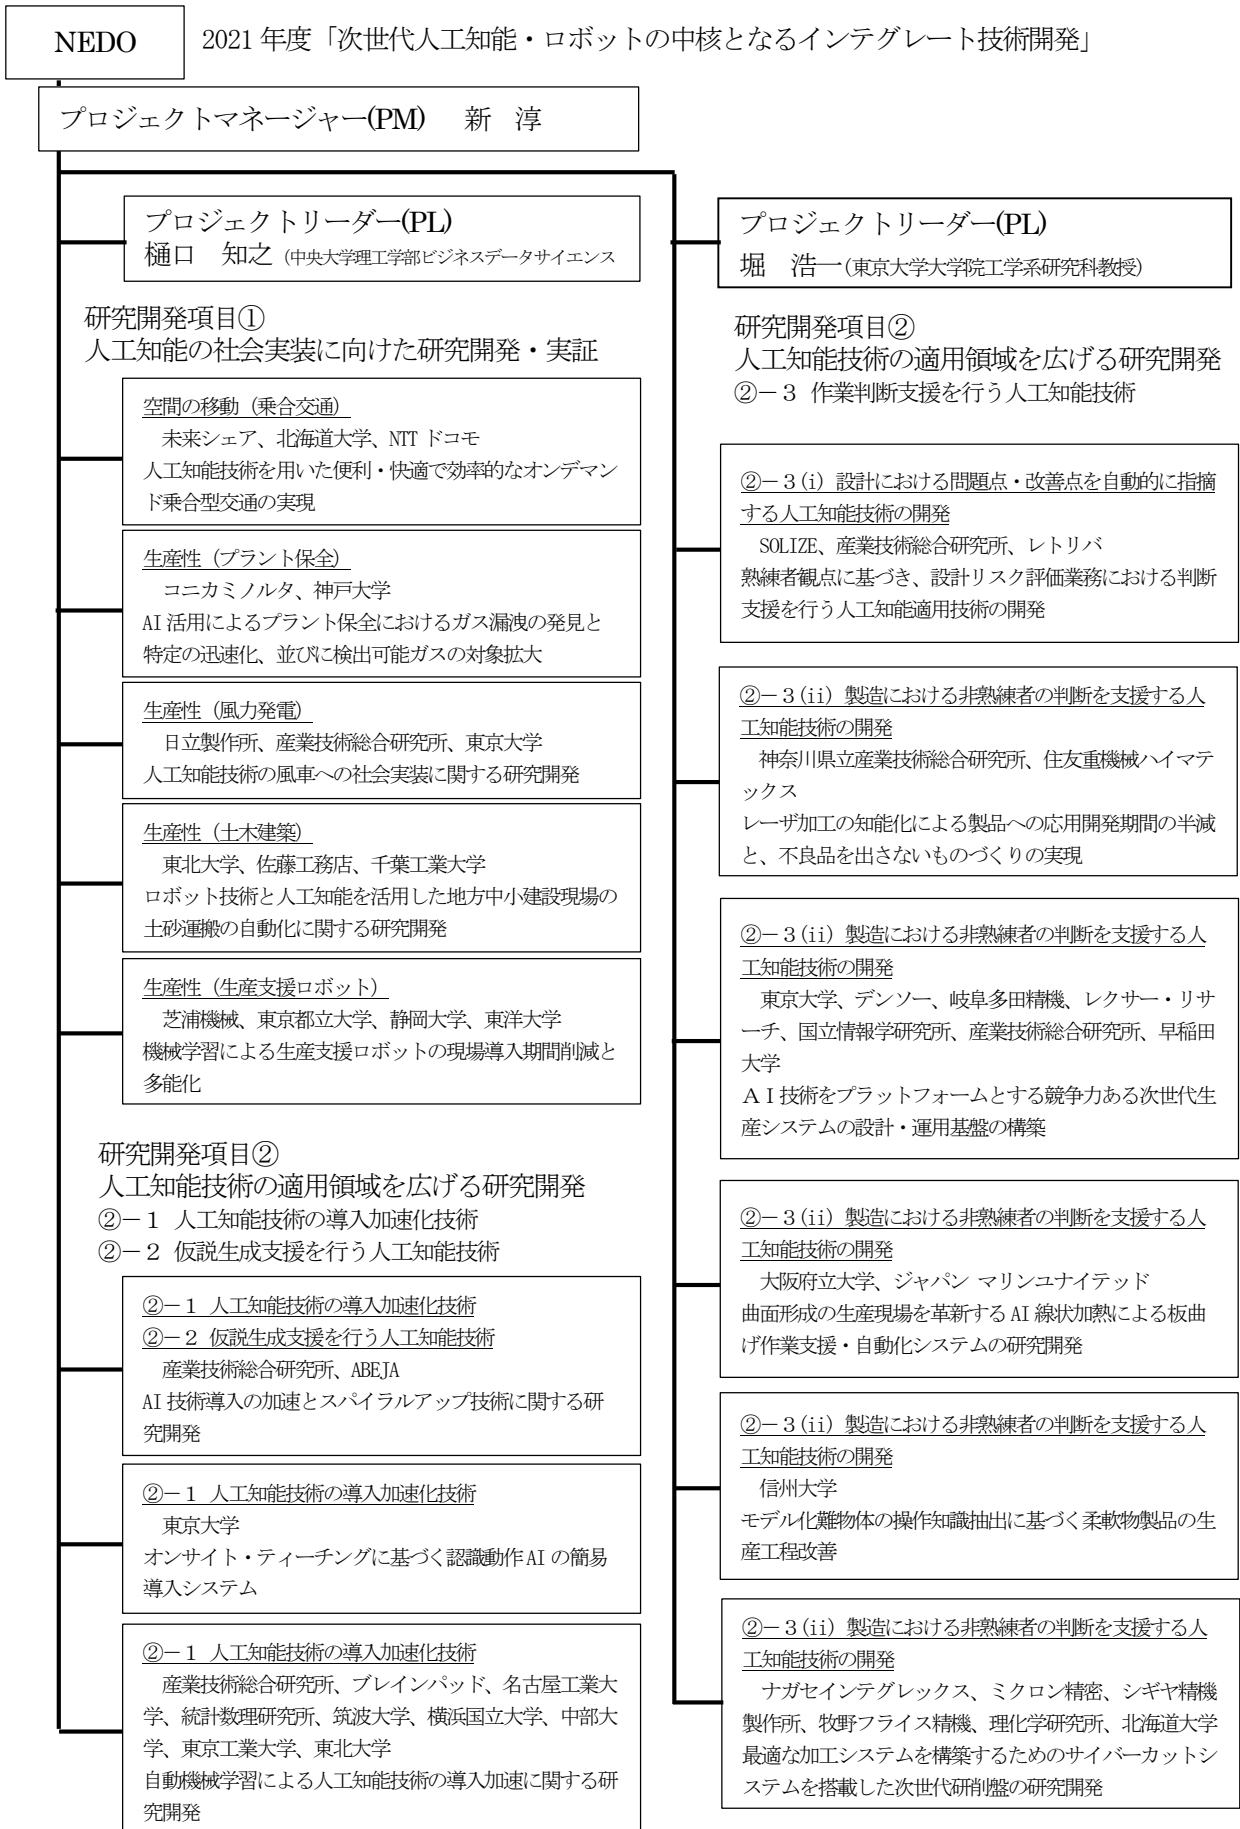 NEDO
2021 年度「次世代人工知能・ロボットの中核となるインテグレート技術開発」
プロジェクトマネージャー(PM)　新　淳
プロジェクトリーダー(PL)
樋口　知之（中央大学理工学部ビジネスデータサイエンス
研究開発項目①
人工知能の社会実装に向けた研究開発・実証
空間の移動（乗合交通）
未来シェア、北海道大学、NTT ドコモ
人工知能技術を用いた便利・快適で効率的なオンデマン
ド乗合型交通の実現
生産性（プラント保全）
コニカミノルタ、神戸大学
AI 活用によるプラント保全におけるガス漏洩の発見と
特定の迅速化、並びに検出可能ガスの対象拡大
生産性（風力発電）
日立製作所、産業技術総合研究所、東京大学
人工知能技術の風車への社会実装に関する研究開発
生産性（土木建築）
東北大学、佐藤工務店、千葉工業大学
ロボット技術と人工知能を活用した地方中小建設現場の
土砂運搬の自動化に関する研究開発
生産性（生産支援ロボット）
芝浦機械、東京都立大学、静岡大学、東洋大学
機械学習による生産支援ロボットの現場導入期間削減と
多能化
研究開発項目②
人工知能技術の適用領域を広げる研究開発
②－１ 人工知能技術の導入加速化技術
②－２ 仮説生成支援を行う人工知能技術
②－１ 人工知能技術の導入加速化技術
②－２ 仮説生成支援を行う人工知能技術
産業技術総合研究所、ABEJA
AI 技術導入の加速とスパイラルアップ技術に関する研
究開発
②－１ 人工知能技術の導入加速化技術
東京大学
オンサイト・ティーチングに基づく認識動作 AI の簡易
導入システム
②－１ 人工知能技術の導入加速化技術
産業技術総合研究所、ブレインパッド、名古屋工業大
学、統計数理研究所、筑波大学、横浜国立大学、中部大
学、東京工業大学、東北大学
自動機械学習による人工知能技術の導入加速に関する研
究開発
プロジェクトリーダー(PL)
堀　浩一（東京大学大学院工学系研究科教授）
研究開発項目②
人工知能技術の適用領域を広げる研究開発
②－３ 作業判断支援を行う人工知能技術
②－３(i) 設計における問題点・改善点を自動的に指摘
する人工知能技術の開発
SOLIZE、産業技術総合研究所、レトリバ
熟練者観点に基づき、設計リスク評価業務における判断
支援を行う人工知能適用技術の開発
②－３(ii) 製造における非熟練者の判断を支援する人
工知能技術の開発
神奈川県立産業技術総合研究所、住友重機械ハイマテ
ックス
レーザ加工の知能化による製品への応用開発期間の半減
と、不良品を出さないものづくりの実現
②－３(ii) 製造における非熟練者の判断を支援する人
工知能技術の開発
東京大学、デンソー、岐阜多田精機、レクサー・リサ
ーチ、国立情報学研究所、産業技術総合研究所、早稲田
大学
ＡＩ技術をプラットフォームとする競争力ある次世代生
産システムの設計・運用基盤の構築
②－３(ii) 製造における非熟練者の判断を支援する人
工知能技術の開発
大阪府立大学、ジャパン マリンユナイテッド
曲面形成の生産現場を革新する AI 線状加熱による板曲
げ作業支援・自動化システムの研究開発
②－３(ii) 製造における非熟練者の判断を支援する人
工知能技術の開発
信州大学
モデル化難物体の操作知識抽出に基づく柔軟物製品の生
産工程改善
②－３(ii) 製造における非熟練者の判断を支援する人
工知能技術の開発
ナガセインテグレックス、ミクロン精密、シギヤ精機
製作所、牧野フライス精機、理化学研究所、北海道大学
最適な加工システムを構築するためのサイバーカットシ
ステムを搭載した次世代研削盤の研究開発